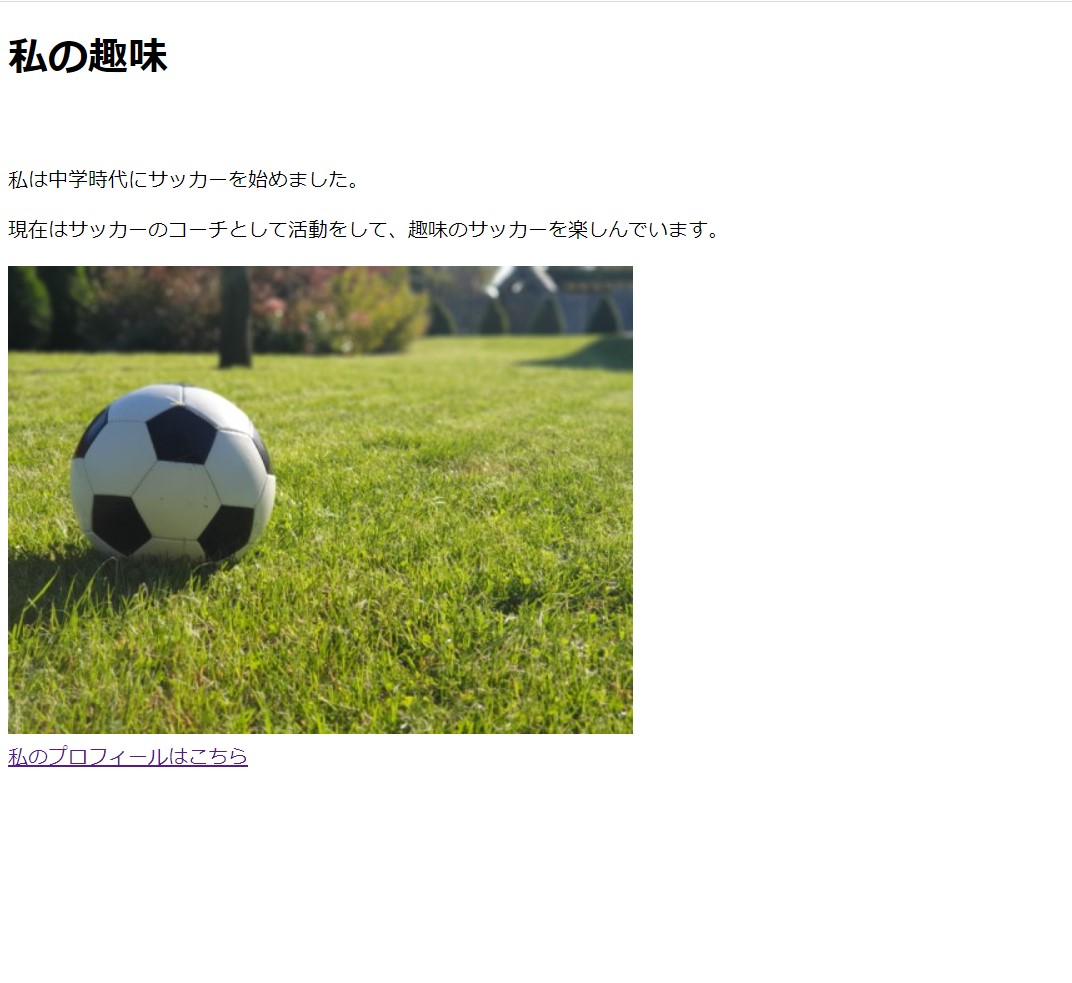 私の趣味
私は中学時代にサッカーを始めました。
現在はサッカーのコーチとして活動をして、趣味のサッカーを楽しんでいます。
私のプロフィールはこちら